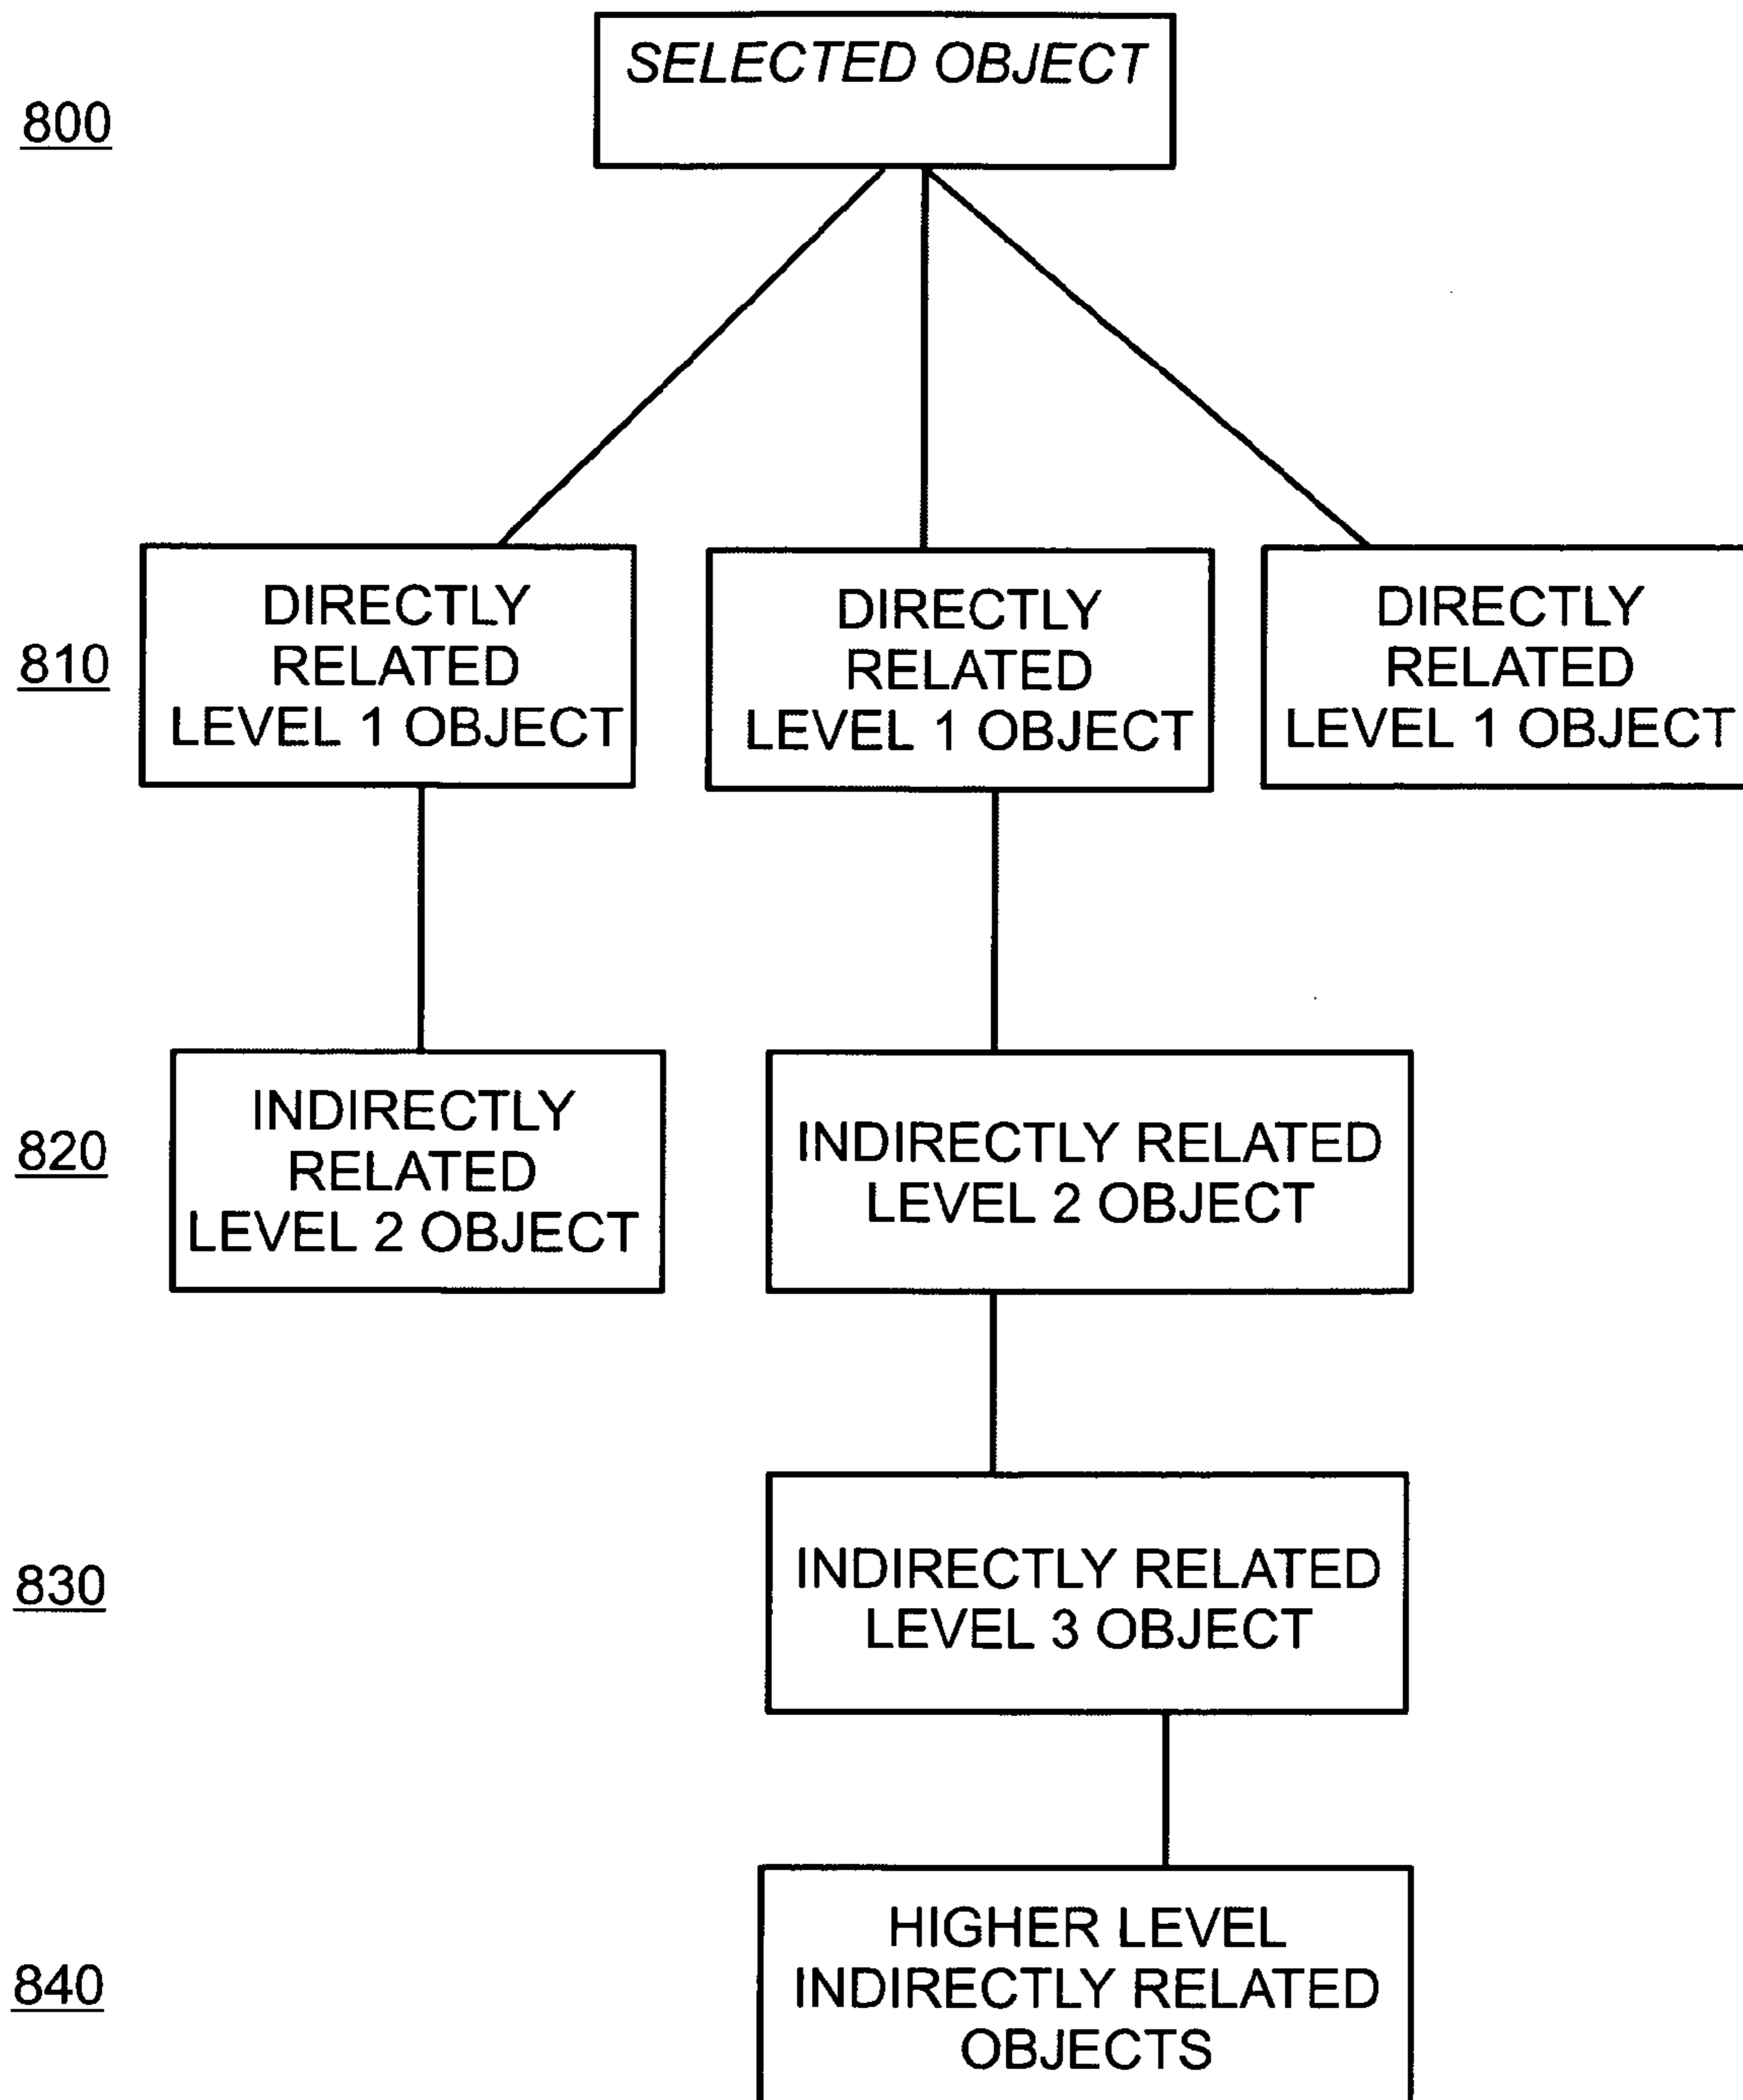 SELECTED OBJECT
800
DIRECTLY
RELATED
LEVEL 1 OBJECT
DIRECTLY
RELATED
LEVEL 1 OBJECT
DIRECTLY
RELATED
LEVEL 1 OBJECT
810
INDIRECTLY
RELATED
LEVEL 2 OBJECT
INDIRECTLY RELATED
LEVEL 2 OBJECT
820
INDIRECTLY RELATED
LEVEL 3 OBJECT
830
HIGHER LEVEL
INDIRECTLY RELATED
OBJECTS
840